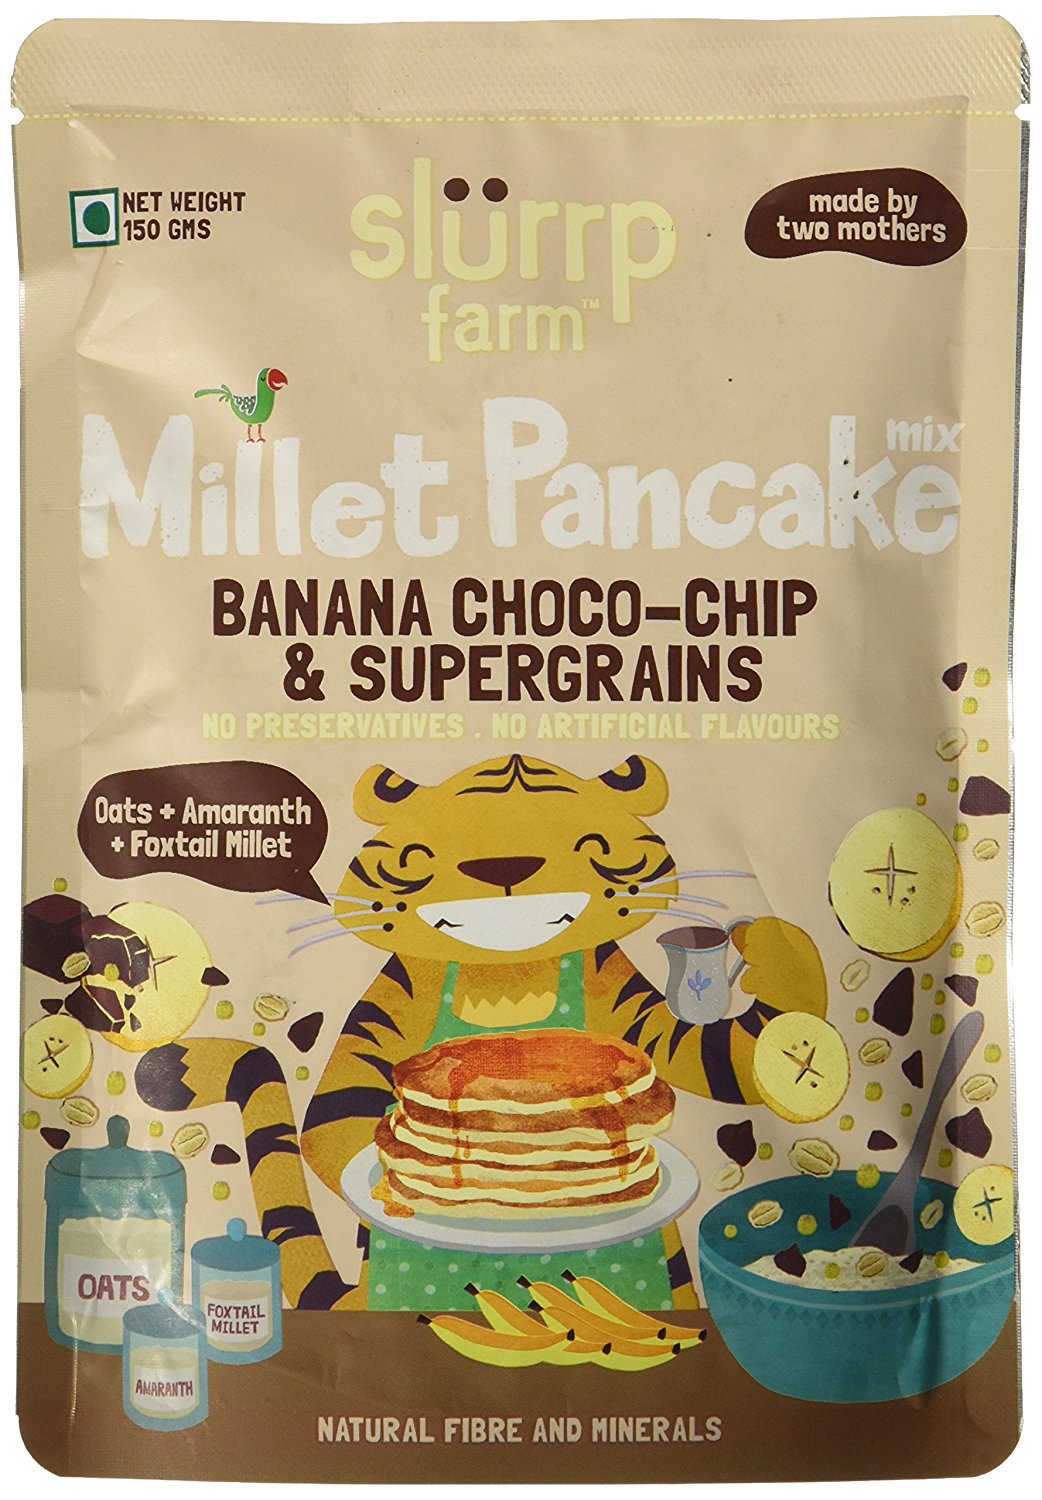 NET WEIGHT
150 GMS
slürrp
farm™
made by
two mothers
Millet Pancake mix
BANANA CHOCO-CHIP
& SUPERGRAINS
NO PRESERVATIVES . NO ARTIFICIAL FLAVOURS
Oats + Amaranth
+ Foxtail Millet
OATS
FOXTAIL
MILLET
AMARANTH
NATURAL FIBRE AND MINERALS